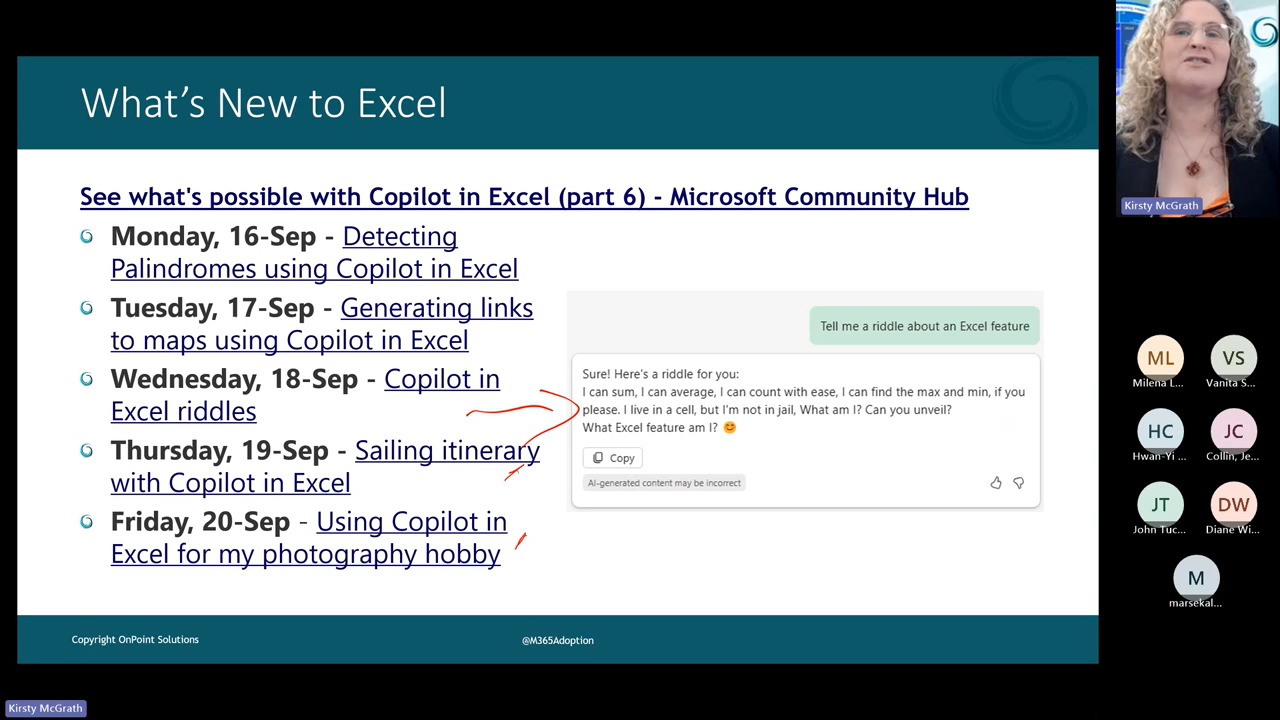 What's New to Excel
See what's possible with Copilot in Excel (part 6) - Microsoft Community Hub
Monday, 16-Sep - Detecting
Palindromes using Copilot in Excel
Tuesday, 17-Sep - Generating links
to maps using Copilot in Excel
Wednesday, 18-Sep - Copilot in
Excel riddles
Thursday, 19-Sep - Sailing itinerary
with Copilot in Excel
Friday, 20-Sep - Using Copilot in
Excel for my photography hobby
Tell me a riddle about an Excel feature
Sure! Here's a riddle for you:
I can sum, I can average, I can count with ease, I can find the max and min, if you
please. I live in a cell, but I'm not in jail, What am I? Can you unveil?
What Excel feature am I? 😊
Copy
AI-generated content may be incorrect
Copyright OnPoint Solutions
@M365Adoption
Kirsty McGrath
ML
Milena L...
VS
Vanita S...
HC
Hwan-Yi ...
JC
Collin, Je...
JT
John Tuc...
DW
Diane Wi...
M
marsekal...
Kirsty McGrath